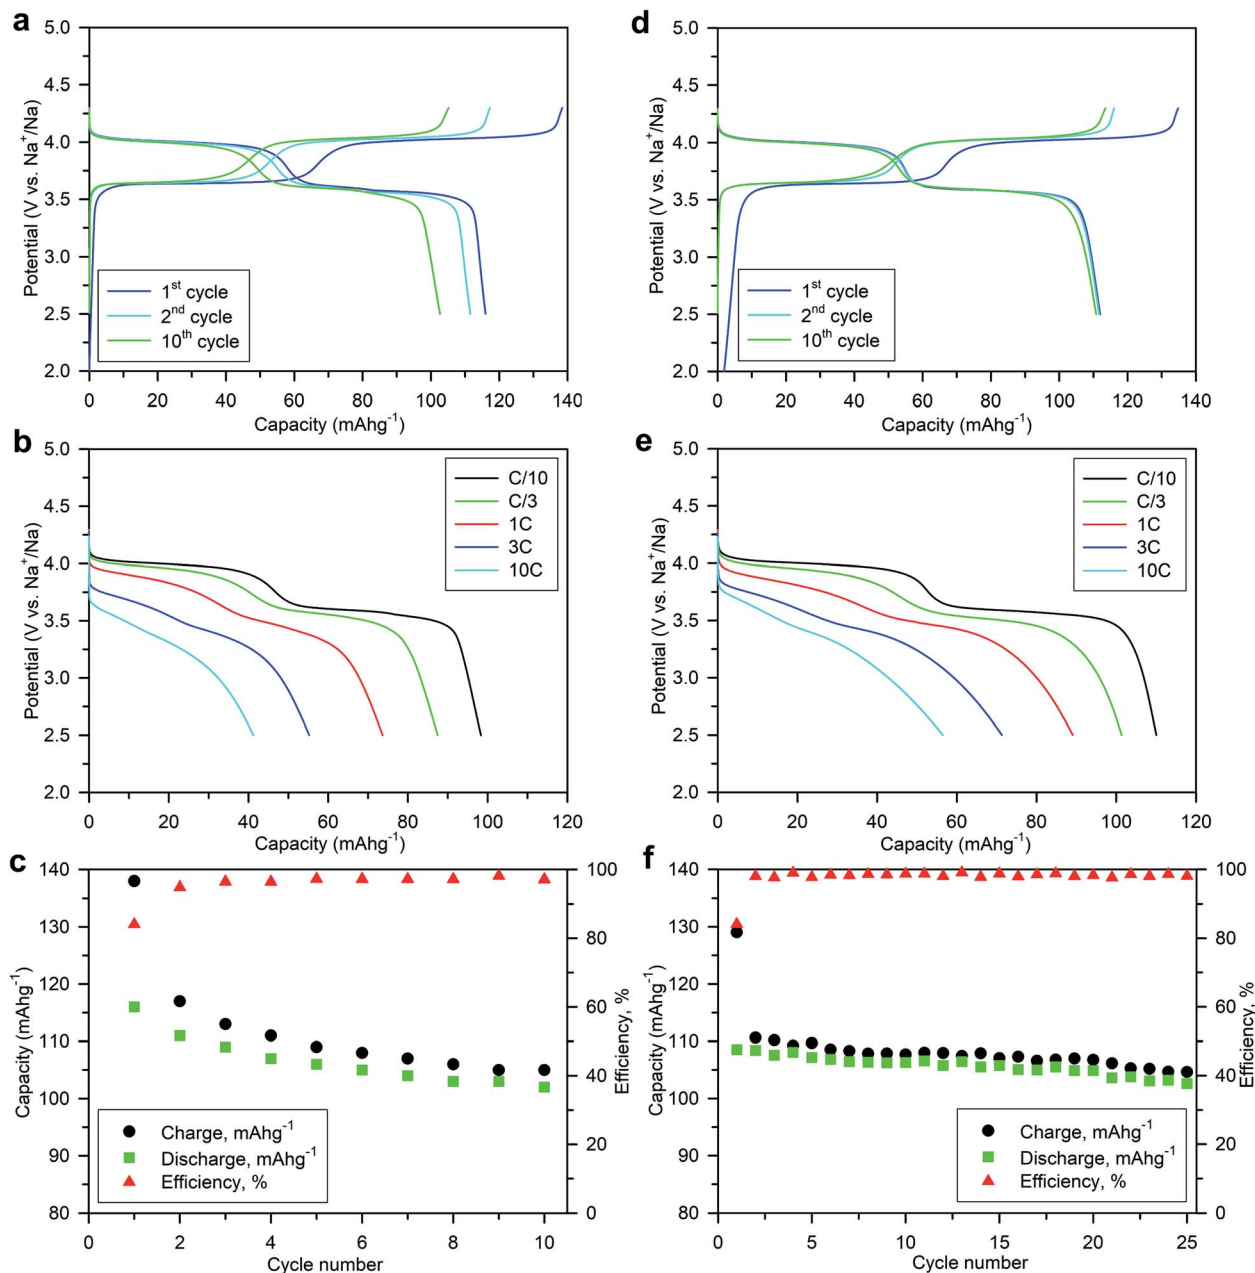 a
5.0
4.5
4.0
3.5
3.0
2.5
2.0
Potential (V vs. Na⁺/Na)
1ˢᵗ cycle
2ⁿᵈ cycle
10ᵗʰ cycle
0 20 40 60 80 100 120 140
Capacity (mAhg⁻¹)
d
5.0
4.5
4.0
3.5
3.0
2.5
2.0
Potential (V vs. Na⁺/Na)
1ˢᵗ cycle
2ⁿᵈ cycle
10ᵗʰ cycle
0 20 40 60 80 100 120 140
Capacity (mAhg⁻¹)
b
5.0
4.5
4.0
3.5
3.0
2.5
2.0
Potential (V vs. Na⁺/Na)
C/10
C/3
1C
3C
10C
0 20 40 60 80 100 120
Capacity (mAhg⁻¹)
e
5.0
4.5
4.0
3.5
3.0
2.5
2.0
Potential (V vs. Na⁺/Na)
C/10
C/3
1C
3C
10C
0 20 40 60 80 100 120
Capacity (mAhg⁻¹)
c
140
130
120
110
100
90
80
Capacity (mAhg⁻¹)
Charge, mAhg⁻¹
Discharge, mAhg⁻¹
Efficiency, %
100
80
60
40
20
0
Efficiency, %
0 2 4 6 8 10
Cycle number
f
140
130
120
110
100
90
80
Capacity (mAhg⁻¹)
Charge, mAhg⁻¹
Discharge, mAhg⁻¹
Efficiency, %
100
80
60
40
20
0
Efficiency, %
0 5 10 15 20 25
Cycle number